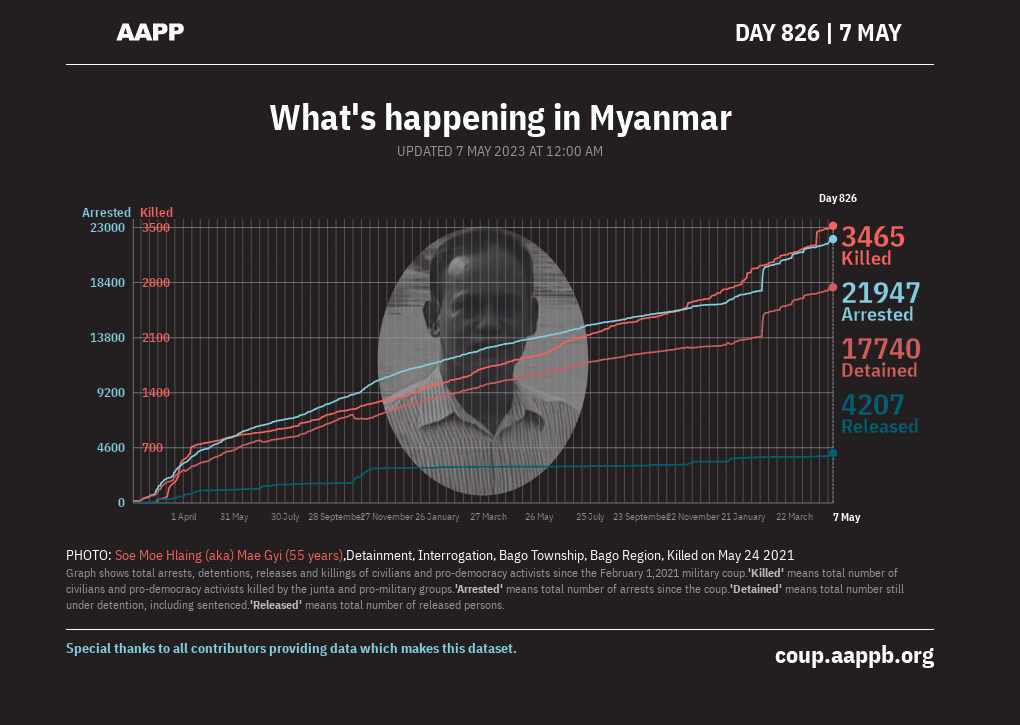 AAPP
DAY 826 | 7 MAY
What's happening in Myanmar
UPDATED 7 MAY 2023 AT 12:00 AM
Day 826
Arrested Killed
23000 3500
18400 2800
13800 2100
9200 1400
4600 700
0
3465
Killed
21947
Arrested
17740
Detained
4207
Released
1 April 31 May 30 July 28 September 27 November 26 January 27 March 26 May 25 July 23 September 22 November 21 January 22 March 7 May
PHOTO: Soe Moe Hlaing (aka) Mae Gyi (55 years),Detainment, Interrogation, Bago Township, Bago Region, Killed on May 24 2021
Graph shows total arrests, detentions, releases and killings of civilians and pro-democracy activists since the February 1,2021 military coup.'Killed' means total number of
civilians and pro-democracy activists killed by the junta and pro-military groups.'Arrested' means total number of arrests since the coup.'Detained' means total number still
under detention, including sentenced.'Released' means total number of released persons.
Special thanks to all contributors providing data which makes this dataset.
coup.aappb.org